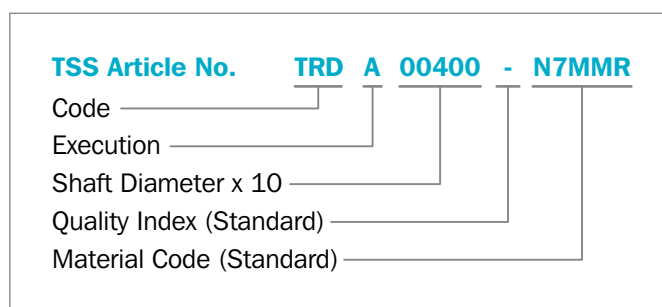 TSS Article No. TRD A 00400 - N7MMR
Code
Execution
Shaft Diameter x 10
Quality Index (Standard)
Material Code (Standard)